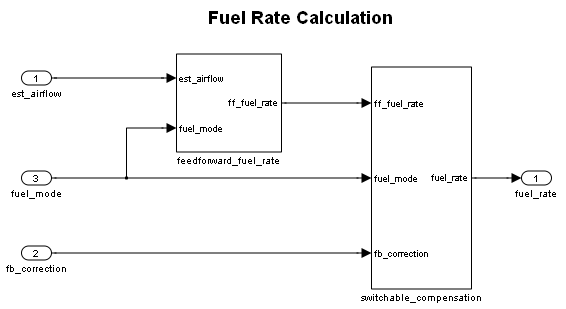 Fuel Rate Calculation
1
est_airflow
est_airflow
ff_fuel_rate
fuel_mode
feedforward_fuel_rate
3
fuel_mode
2
fb_correction
ff_fuel_rate
fuel_mode
fuel_rate
fb_correction
switchable_compensation
1
fuel_rate